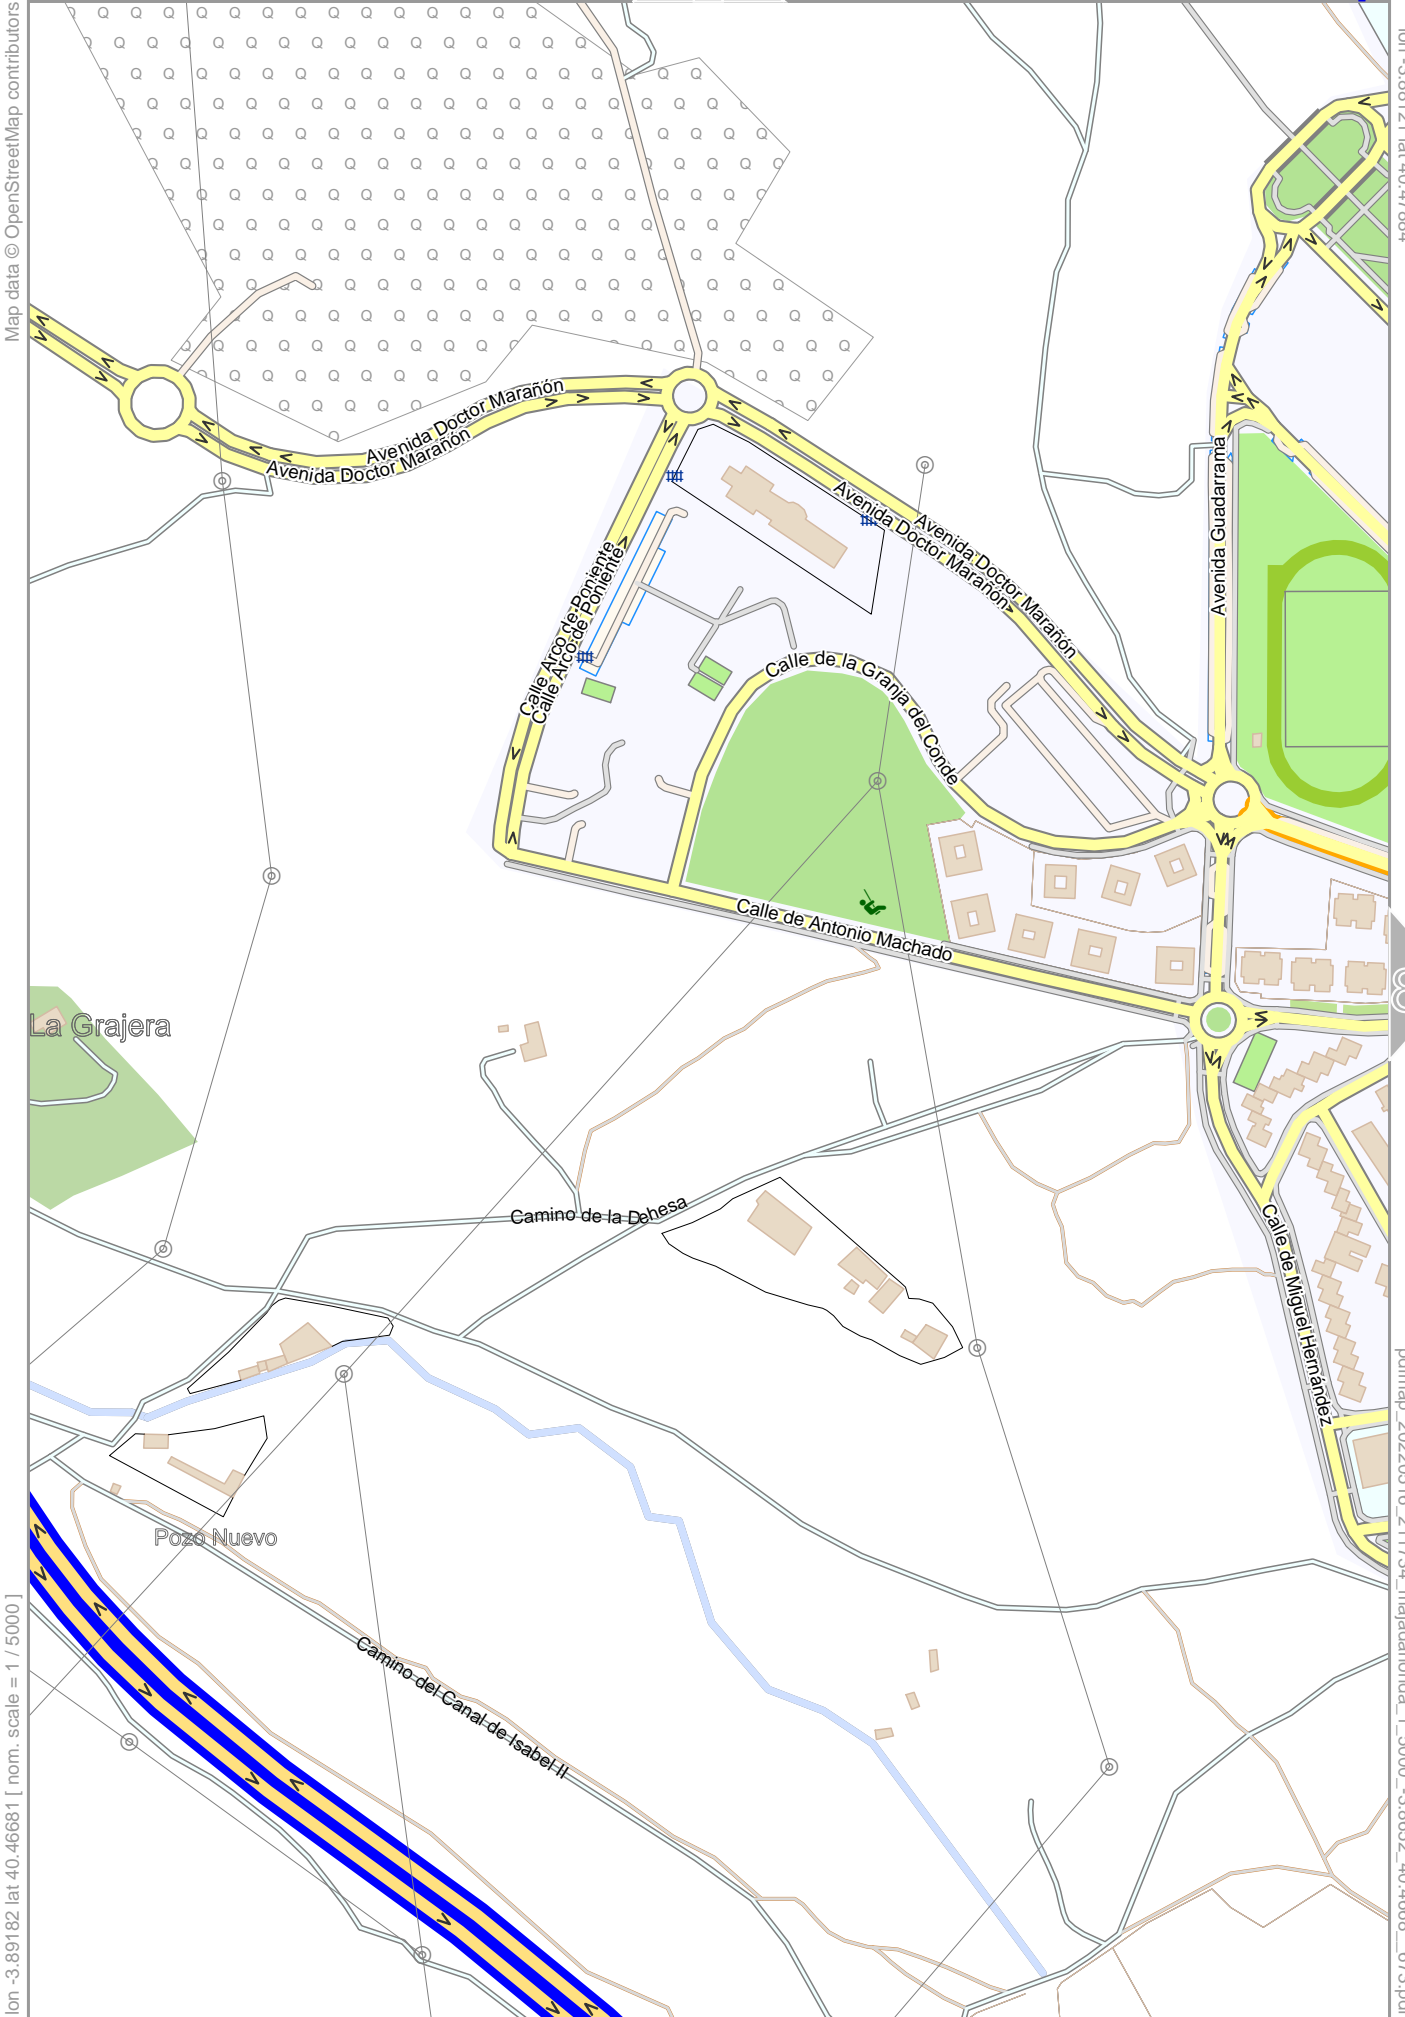 Map data © OpenStreetMap contributors
Avenida Doctor Marañón
Avenida Doctor Marañón
Avenida Doctor Marañón
Avenida Doctor Marañón
Avenida Guadarrama
Calle Arco de Poniente
Calle Arco de Poniente
Calle de la Granja del Conde
Calle de Antonio Machado
La Grajera
8
Camino de la Dehesa
Calle de Miguel Hernández
Pozo Nuevo
Camino del Canal de Isabel II
lon -3.89182 lat 40.46681 [ nom. scale = 1 / 5000 ]